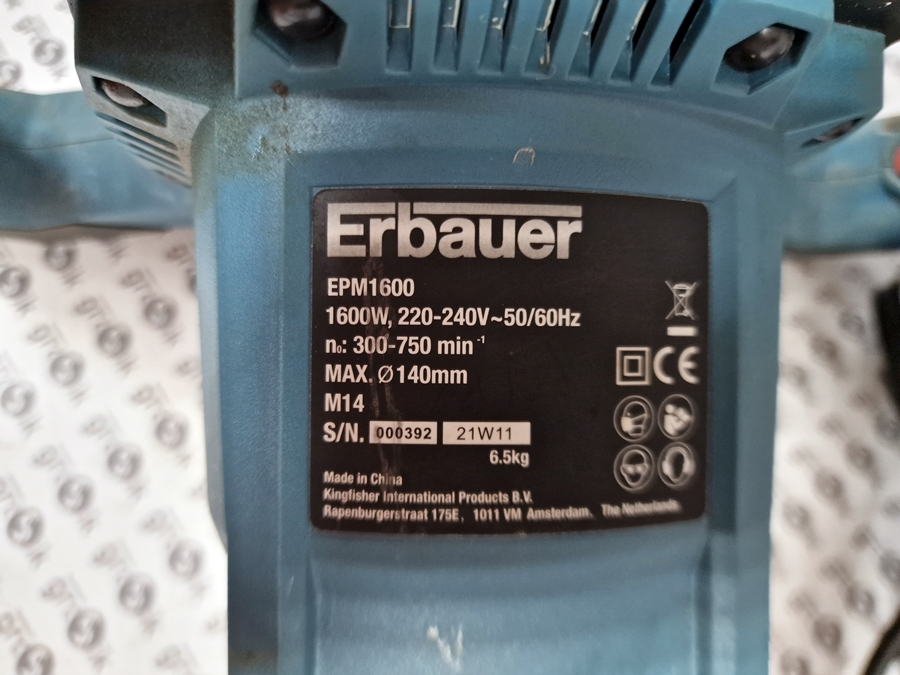 Erbauer
EPM1600
1600W, 220-240V~50/60Hz
n₀: 300-750 min⁻¹
MAX. Ø140mm
M14
S/N. 000392 21W11
6.5kg
CE
Made in China
Kingfisher International Products B.V.
Rapenburgerstraat 175E, 1011 VM Amsterdam. The Netherlands